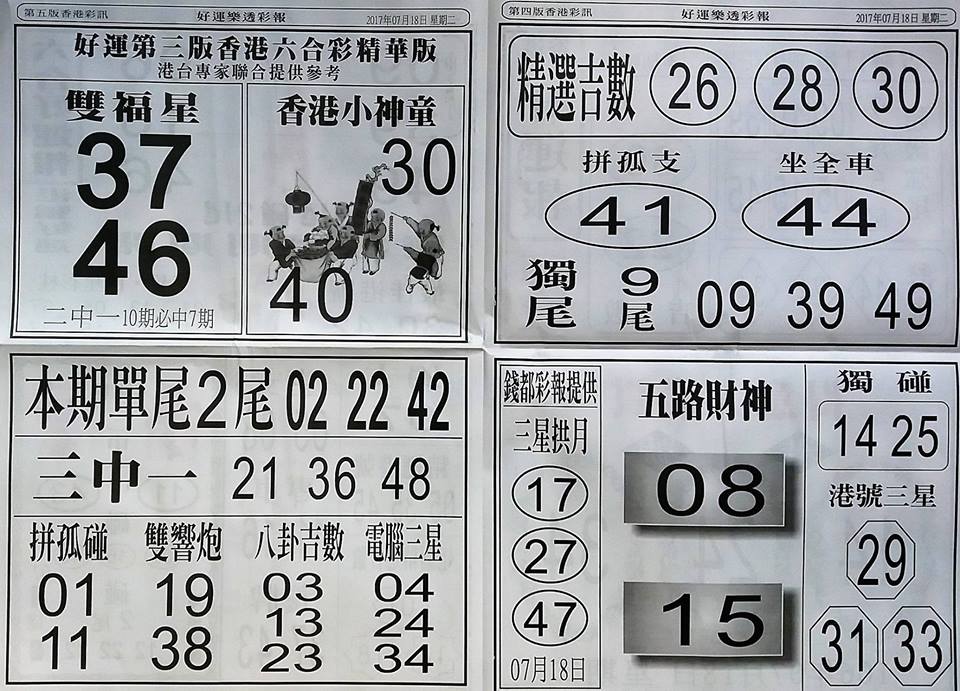 第五版香港彩訊 好運樂透彩報 2017年07月18日 星期二
好運第三版香港六合彩精華版
港台專家聯合提供參考
雙福星
37
46
二中一10期必中7期
香港小神童
30
40
第四版香港彩訊 好運樂透彩報 2017年07月18日 星期二
精選吉數 26 28 30
拼孤支 坐全車
41 44
獨尾 9尾 09 39 49
本期單尾2尾 02 22 42
三中一 21 36 48
拼孤碰 雙響炮 八卦吉數 電腦三星
01 19 03 04
13 24
11 38 23 34
錢都彩報提供
三星拱月
17
27
47
07月18日
五路財神
08
15
獨碰
14 25
港號三星
29
31 33